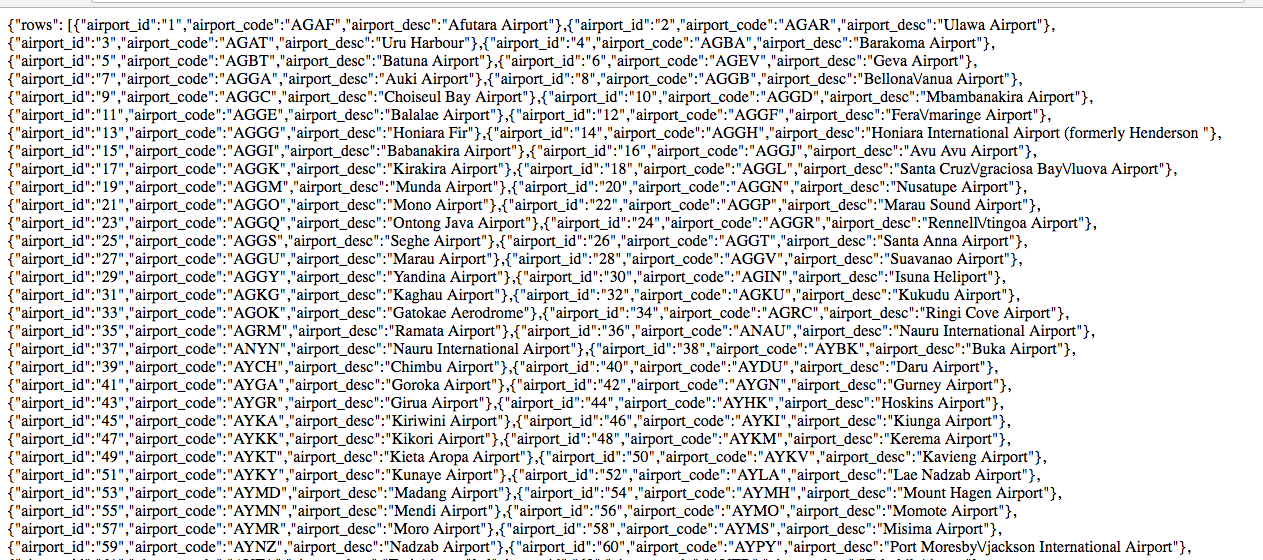 {"rows": [{"airport_id":"1","airport_code":"AGAF","airport_desc":"Afutara Airport"},{"airport_id":"2","airport_code":"AGAR","airport_desc":"Ulawa Airport"},
{"airport_id":"3","airport_code":"AGAT","airport_desc":"Uru Harbour"},{"airport_id":"4","airport_code":"AGBA","airport_desc":"Barakoma Airport"},
{"airport_id":"5","airport_code":"AGBT","airport_desc":"Batuna Airport"},{"airport_id":"6","airport_code":"AGEV","airport_desc":"Geva Airport"},
{"airport_id":"7","airport_code":"AGGA","airport_desc":"Auki Airport"},{"airport_id":"8","airport_code":"AGGB","airport_desc":"Bellona\/anua Airport"},
{"airport_id":"9","airport_code":"AGGC","airport_desc":"Choiseul Bay Airport"},{"airport_id":"10","airport_code":"AGGD","airport_desc":"Mbambanakira Airport"},
{"airport_id":"11","airport_code":"AGGE","airport_desc":"Balalae Airport"},{"airport_id":"12","airport_code":"AGGF","airport_desc":"Fera\/maringe Airport"},
{"airport_id":"13","airport_code":"AGGG","airport_desc":"Honiara Fir"},{"airport_id":"14","airport_code":"AGGH","airport_desc":"Honiara International Airport (formerly Henderson "},
{"airport_id":"15","airport_code":"AGGI","airport_desc":"Babanakira Airport"},{"airport_id":"16","airport_code":"AGGJ","airport_desc":"Avu Avu Airport"},
{"airport_id":"17","airport_code":"AGGK","airport_desc":"Kirakira Airport"},{"airport_id":"18","airport_code":"AGGL","airport_desc":"Santa Cruz\/graciosa Bay\/luova Airport"},
{"airport_id":"19","airport_code":"AGGM","airport_desc":"Munda Airport"},{"airport_id":"20","airport_code":"AGGN","airport_desc":"Nusatupe Airport"},
{"airport_id":"21","airport_code":"AGGO","airport_desc":"Mono Airport"},{"airport_id":"22","airport_code":"AGGP","airport_desc":"Marau Sound Airport"},
{"airport_id":"23","airport_code":"AGGQ","airport_desc":"Ontong Java Airport"},{"airport_id":"24","airport_code":"AGGR","airport_desc":"Rennell\/tingoa Airport"},
{"airport_id":"25","airport_code":"AGGS","airport_desc":"Seghe Airport"},{"airport_id":"26","airport_code":"AGGT","airport_desc":"Santa Anna Airport"},
{"airport_id":"27","airport_code":"AGGU","airport_desc":"Marau Airport"},{"airport_id":"28","airport_code":"AGGV","airport_desc":"Suavanao Airport"},
{"airport_id":"29","airport_code":"AGGY","airport_desc":"Yandina Airport"},{"airport_id":"30","airport_code":"AGIN","airport_desc":"Isuna Heliport"},
{"airport_id":"31","airport_code":"AGKG","airport_desc":"Kaghau Airport"},{"airport_id":"32","airport_code":"AGKU","airport_desc":"Kukudu Airport"},
{"airport_id":"33","airport_code":"AGOK","airport_desc":"Gatokae Aerodrome"},{"airport_id":"34","airport_code":"AGRC","airport_desc":"Ringi Cove Airport"},
{"airport_id":"35","airport_code":"AGRM","airport_desc":"Ramata Airport"},{"airport_id":"36","airport_code":"ANAU","airport_desc":"Nauru International Airport"},
{"airport_id":"37","airport_code":"ANYN","airport_desc":"Nauru International Airport"},{"airport_id":"38","airport_code":"AYBK","airport_desc":"Buka Airport"},
{"airport_id":"39","airport_code":"AYCH","airport_desc":"Chimbu Airport"},{"airport_id":"40","airport_code":"AYDU","airport_desc":"Daru Airport"},
{"airport_id":"41","airport_code":"AYGA","airport_desc":"Goroka Airport"},{"airport_id":"42","airport_code":"AYGN","airport_desc":"Gurney Airport"},
{"airport_id":"43","airport_code":"AYGR","airport_desc":"Girua Airport"},{"airport_id":"44","airport_code":"AYHK","airport_desc":"Hoskins Airport"},
{"airport_id":"45","airport_code":"AYKA","airport_desc":"Kiriwini Airport"},{"airport_id":"46","airport_code":"AYKI","airport_desc":"Kiunga Airport"},
{"airport_id":"47","airport_code":"AYKK","airport_desc":"Kikori Airport"},{"airport_id":"48","airport_code":"AYKM","airport_desc":"Kerema Airport"},
{"airport_id":"49","airport_code":"AYKT","airport_desc":"Kieta Aropa Airport"},{"airport_id":"50","airport_code":"AYKV","airport_desc":"Kavieng Airport"},
{"airport_id":"51","airport_code":"AYKY","airport_desc":"Kunaye Airport"},{"airport_id":"52","airport_code":"AYLA","airport_desc":"Lae Nadzab Airport"},
{"airport_id":"53","airport_code":"AYMD","airport_desc":"Madang Airport"},{"airport_id":"54","airport_code":"AYMH","airport_desc":"Mount Hagen Airport"},
{"airport_id":"55","airport_code":"AYMN","airport_desc":"Mendi Airport"},{"airport_id":"56","airport_code":"AYMO","airport_desc":"Momote Airport"},
{"airport_id":"57","airport_code":"AYMR","airport_desc":"Moro Airport"},{"airport_id":"58","airport_code":"AYMS","airport_desc":"Misima Airport"},
{"airport_id":"59","airport_code":"AYNZ","airport_desc":"Nadzab Airport"},{"airport_id":"60","airport_code":"AYPY","airport_desc":"Port Moresby\/jackson International Airport"},